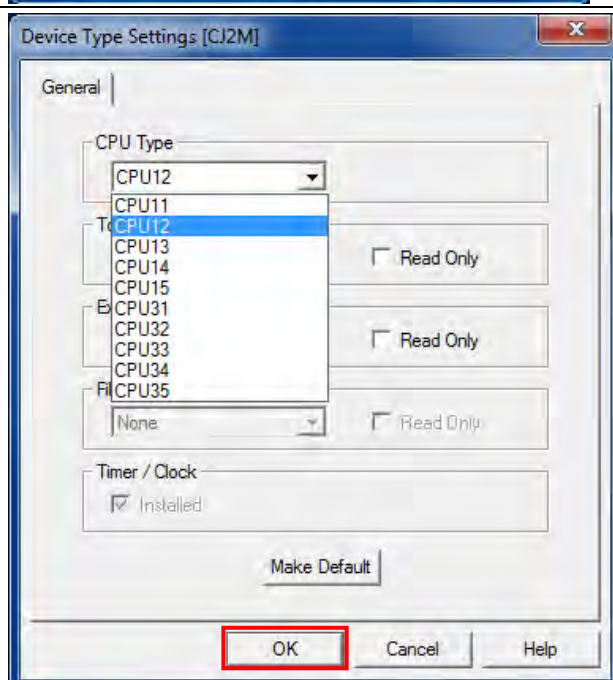 Device Type Settings [CJ2M]
General
CPU Type
CPU12
CPU11
CPU12
CPU13
CPU14
CPU15
CPU31
CPU32
CPU33
CPU34
CPU35
Read Only
Read Only
None
Read Only
Timer / Clock
Installed
Make Default
OK Cancel Help